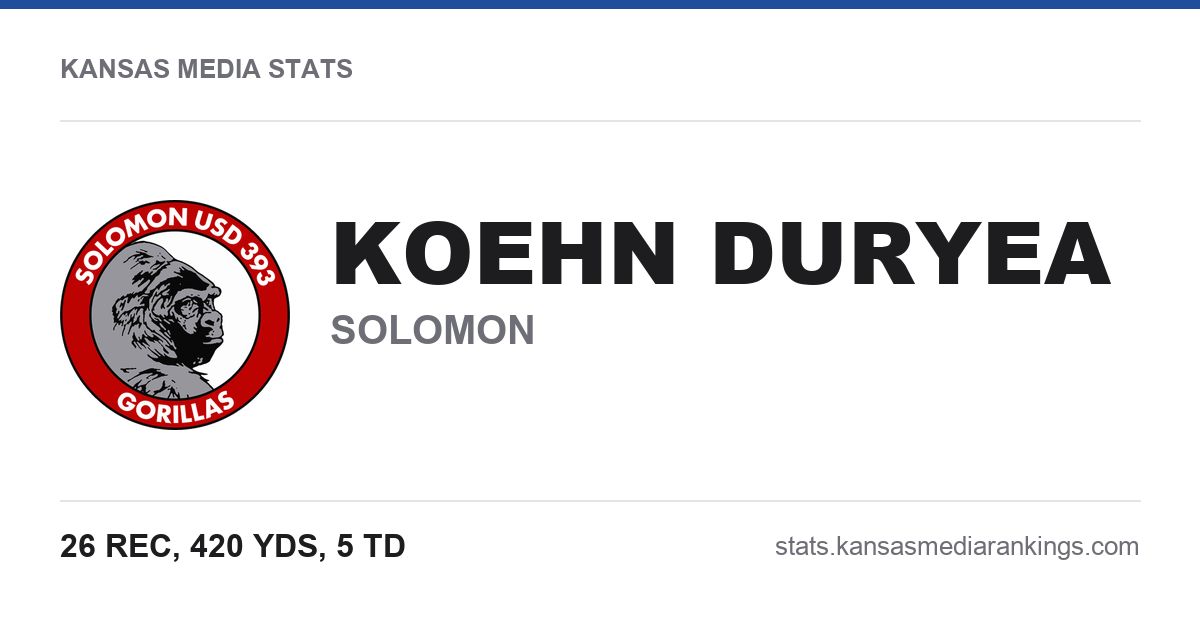 KANSAS MEDIA STATS
SOLOMON USD 393
GORILLAS
KOEHN DURYEA
SOLOMON
26 REC, 420 YDS, 5 TD
stats.kansasmediarankings.com